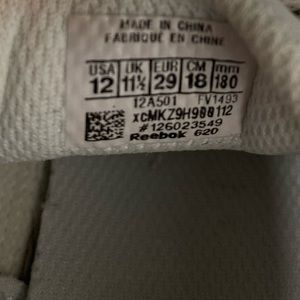 MADE IN CHINA
FABRIQUÉ EN CHINE
USA UK EUR CM mm
12 11½ 29 18 180
12A501 FV1493
xcMKZ9H900112
#126023549
Reebok 620